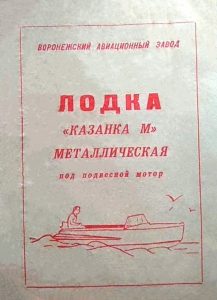 ВОРОНЕЖСКИЙ АВИАЦИОННЫЙ ЗАВОД
ЛОДКА
«КАЗАНКА М»
МЕТАЛЛИЧЕСКАЯ
под подвесной мотор